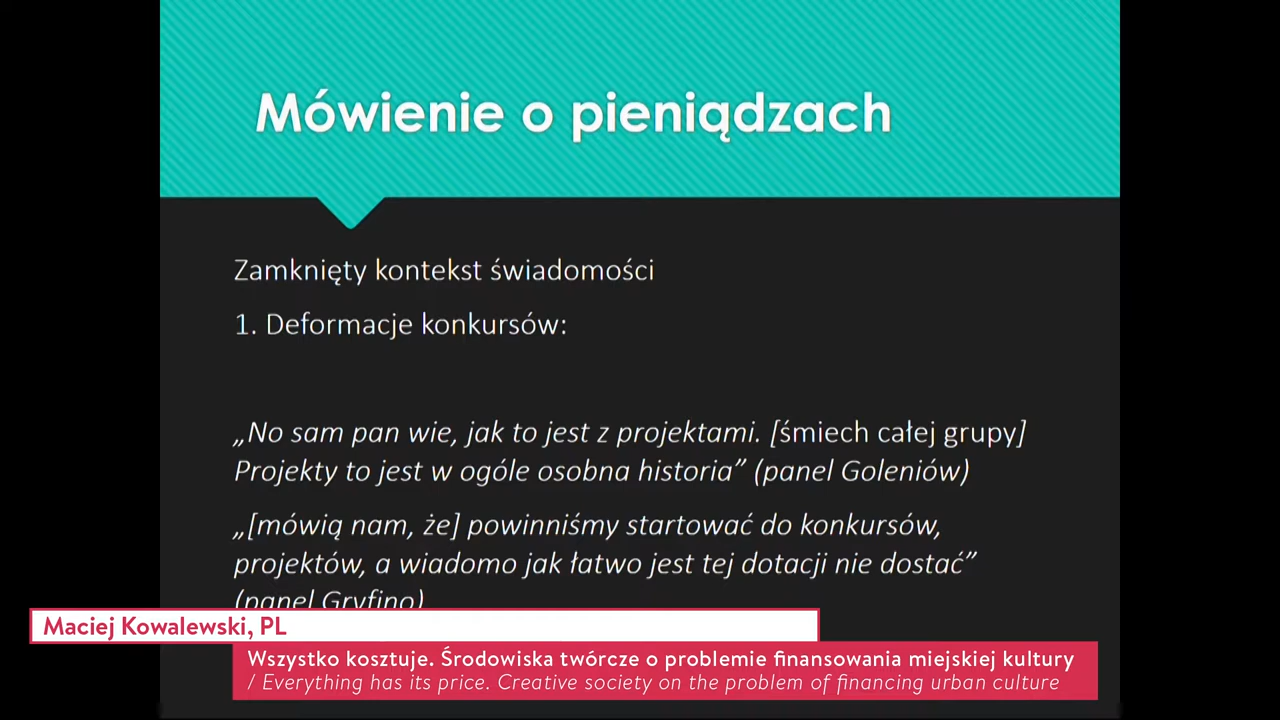 Mówienie o pieniądzach
Zamknięty kontekst świadomości
1. Deformacje konkursów:
„No sam pan wie, jak to jest z projektami. [śmiech całej grupy]
Projekty to jest w ogóle osobna historia” (panel Goleniów)
„[mówią nam, że] powinniśmy startować do konkursów,
projektów, a wiadomo jak łatwo jest tej dotacji nie dostać”
(panel Gryfino)
Maciej Kowalewski, PL
Wszystko kosztuje. Środowiska twórcze o problemie finansowania miejskiej kultury
/ Everything has its price. Creative society on the problem of financing urban culture